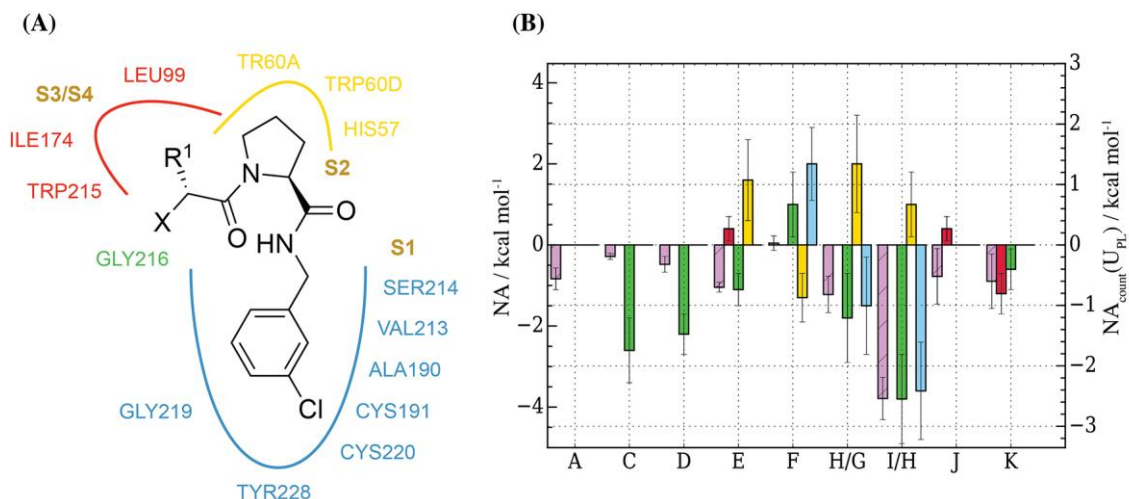 (A)
(B)
TR60A
LEU99
S3/S4
TRP60D
ILE174
HIS57
R¹
S2
TRP215
N
X
O
O
HN
S1
GLY216
SER214
VAL213
ALA190
GLY219
CYS191
Cl
CYS220
TYR228
NA / kcal mol⁻¹
4
2
0
−2
−4
A C D E F H/G I/H J K
3
2
1
0
−1
−2
−3
NAcount(UPL) / kcal mol⁻¹